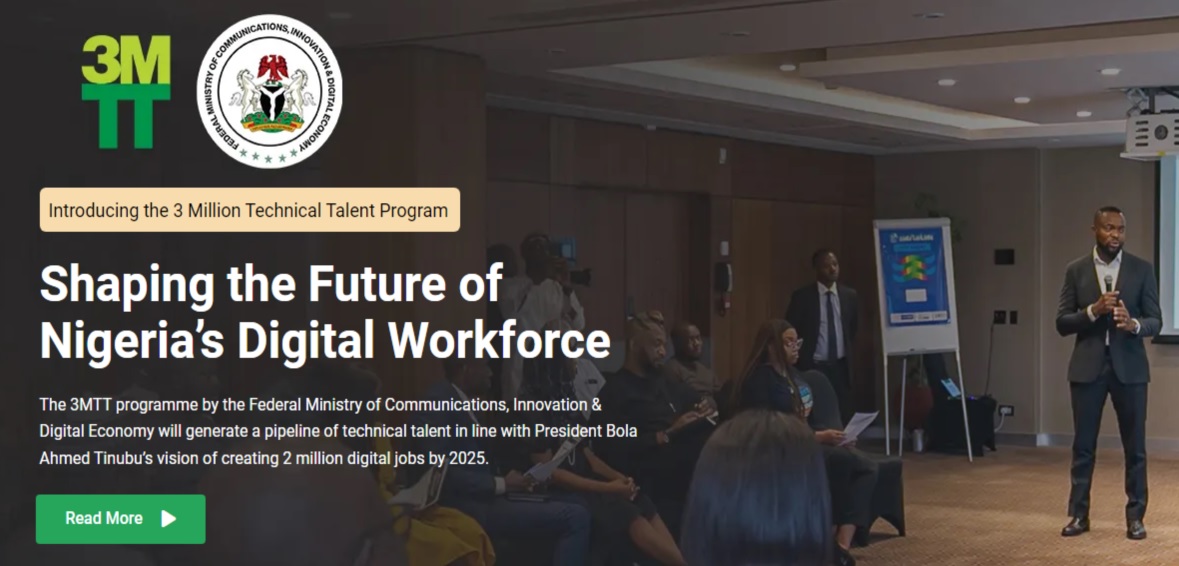 3M
TT
FEDERAL MINISTRY OF COMMUNICATIONS, INNOVATION & DIGITAL ECONOMY
Introducing the 3 Million Technical Talent Program
Shaping the Future of
Nigeria’s Digital Workforce
The 3MTT programme by the Federal Ministry of Communications, Innovation &
Digital Economy will generate a pipeline of technical talent in line with President Bola
Ahmed Tinubu’s vision of creating 2 million digital jobs by 2025.
Read More